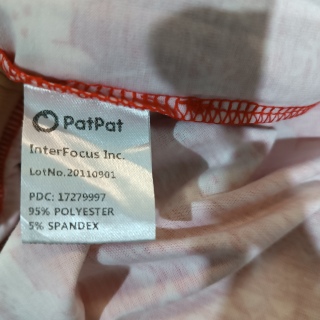 PatPat
InterFocus Inc.
LotNo.20110901
PDC: 17279997
95% POLYESTER
5% SPANDEX